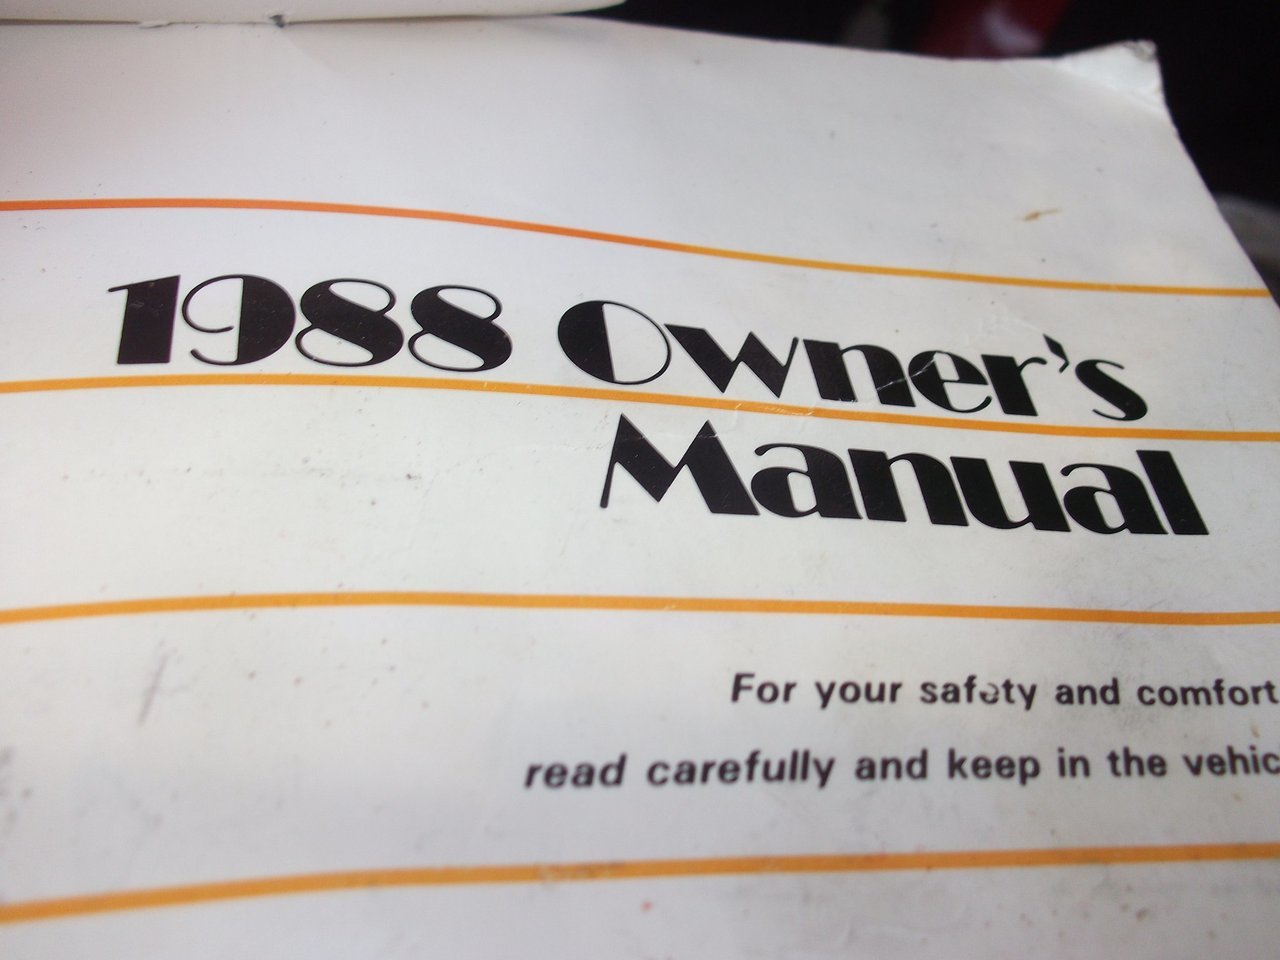 1988 Owner's
Manual
For your safety and comfort
read carefully and keep in the vehic